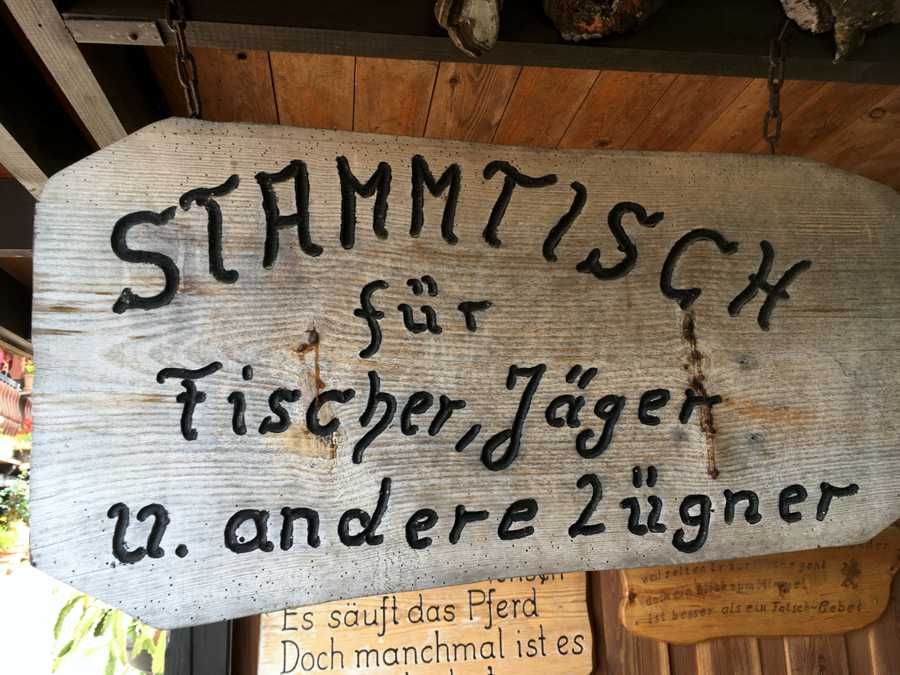 STAMMTISCH
für
Fischer, Jäger
u. andere Lügner
Es säuft das Pferd
Doch manchmal ist es
ist besser als ein Falsch-Gebet